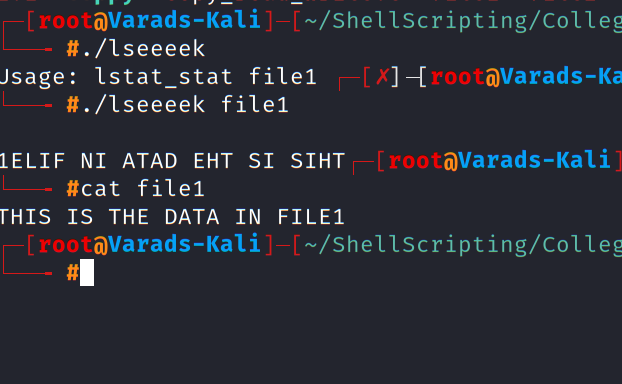 [root@Varads-Kali]-[~/ShellScripting/Colleg
#./lseeeek
Usage: lstat_stat file1 [✗]-[root@Varads-Ka
#./lseeeek file1
1ELIF NI ATAD EHT SI SIHT [root@Varads-Kali]
#cat file1
THIS IS THE DATA IN FILE1
[root@Varads-Kali]-[~/ShellScripting/Colleg
#